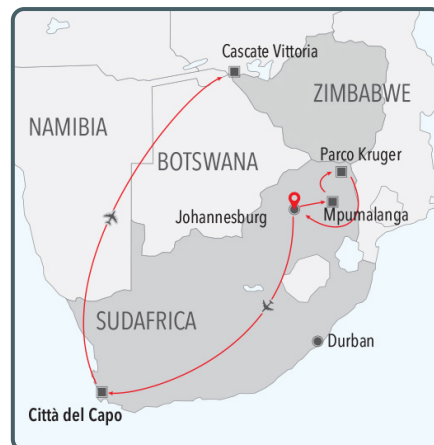 Cascate Vittoria
ZIMBABWE
NAMIBIA
Parco Kruger
BOTSWANA
Johannesburg
Mpumalanga
SUDAFRICA
Durban
Città del Capo